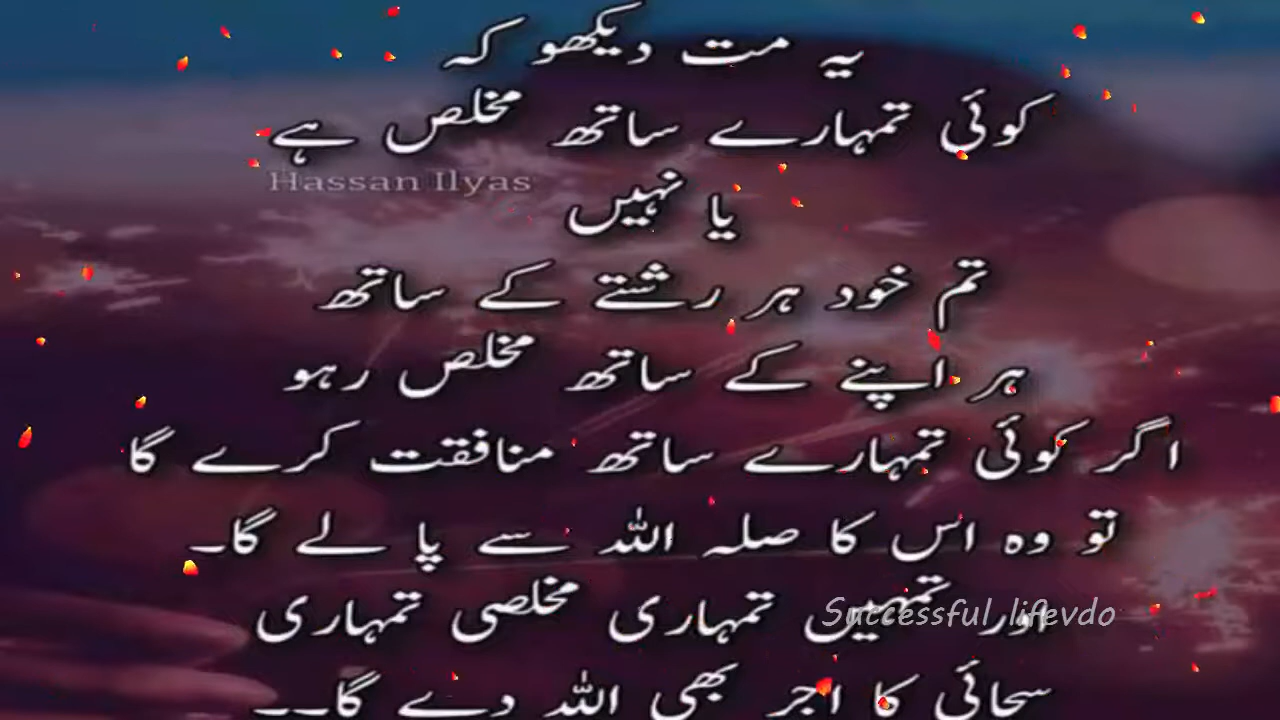 یہ مت دیکھو کہ
کوئی تمہارے ساتھ مخلص ہے
Hassan Ilyas
یا نہیں
تم خود ہر رشتے کے ساتھ
ہر اپنے کے ساتھ مخلص رہو
اگر کوئی تمہارے ساتھ منافقت کرے گا
تو وہ اس کا صلہ اللہ سے پا لے گا۔
اور تمہیں تمہاری مخلصی تمہاری
Successful lifevdo
سچائی کا اجر بھی اللہ دے گا۔۔